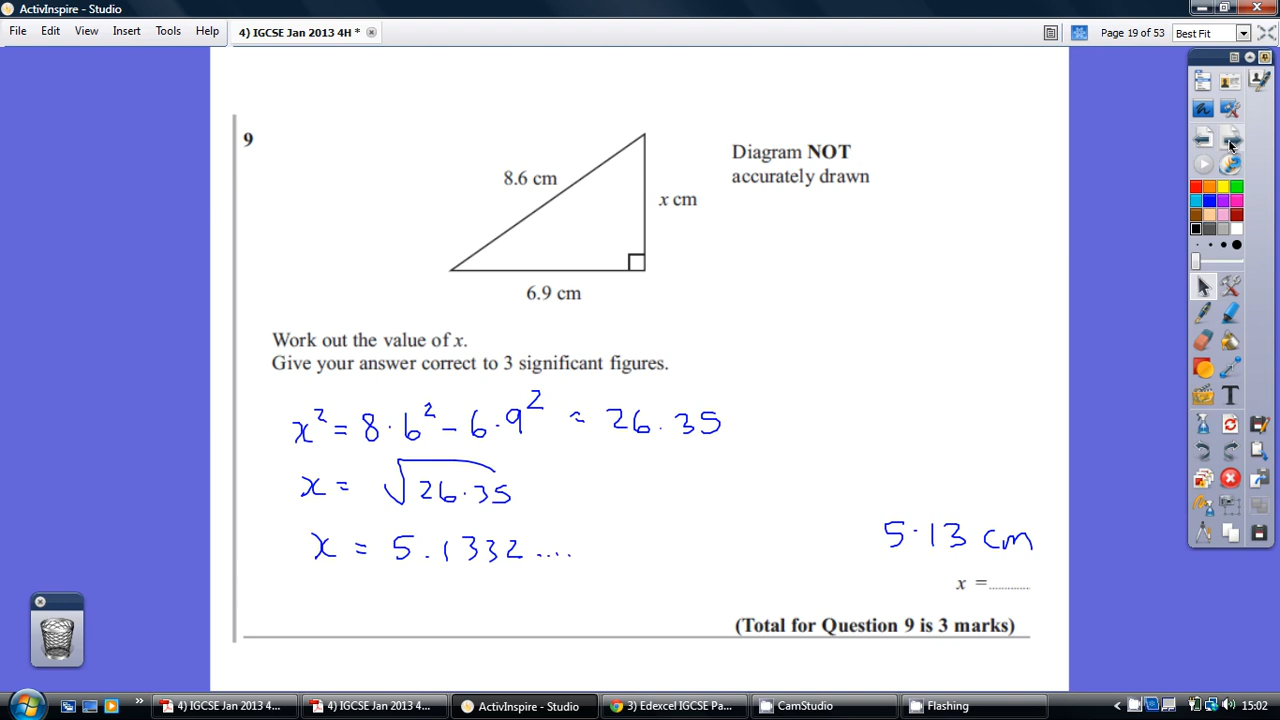 ActivInspire - Studio
File Edit View Insert Tools Help
4) IGCSE Jan 2013 4H *
Page 19 of 53
Best Fit
9
8.6 cm
x cm
6.9 cm
Diagram NOT
accurately drawn
Work out the value of x.
Give your answer correct to 3 significant figures.
x² = 8·6² - 6·9² = 26.35
x = √26·35
x = 5.1332....
5·13 cm
x = ............
(Total for Question 9 is 3 marks)
4) IGCSE Jan 2013 4...
4) IGCSE Jan 2013 4...
ActivInspire - Studio
3) Edexcel IGCSE Pa...
CamStudio
Flashing
15:02